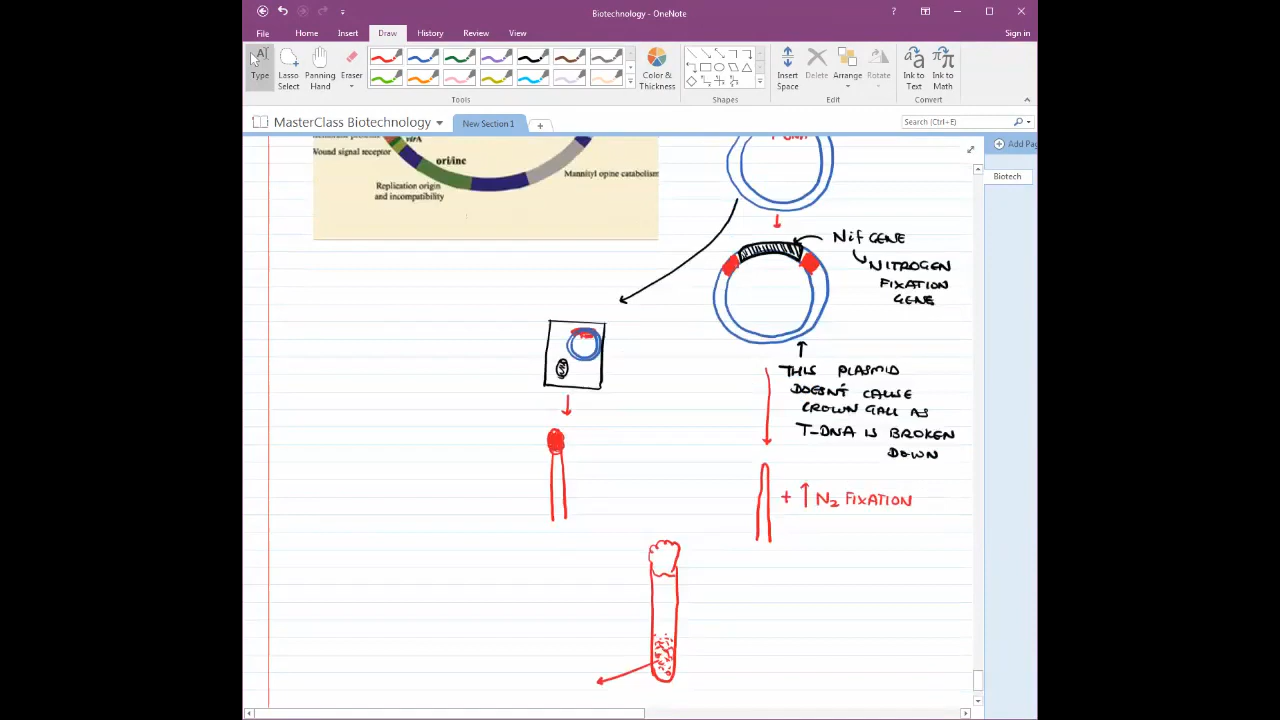 Biotechnology - OneNote
?
File
Home
Insert
Draw
History
Review
View
Sign in
Type
Lasso
Select
Panning
Hand
Eraser
Color &
Thickness
Insert
Space
Delete
Arrange
Rotate
Ink to
Text
Ink to
Math
Tools
Shapes
Edit
Convert
MasterClass Biotechnology
New Section 1
+
Search (Ctrl+E)
Add Pag
Biotech
virA
Wound signal receptor
ori/inc
Mannityl opine catabolism
Replication origin
and incompatibility
Nif GENE
NITROGEN
FIXATION
GENE
THIS PLASMID
DOESN'T CAUSE
CROWN GALL AS
T-DNA IS BROKEN
DOWN
+ ↑ N₂ FIXATION